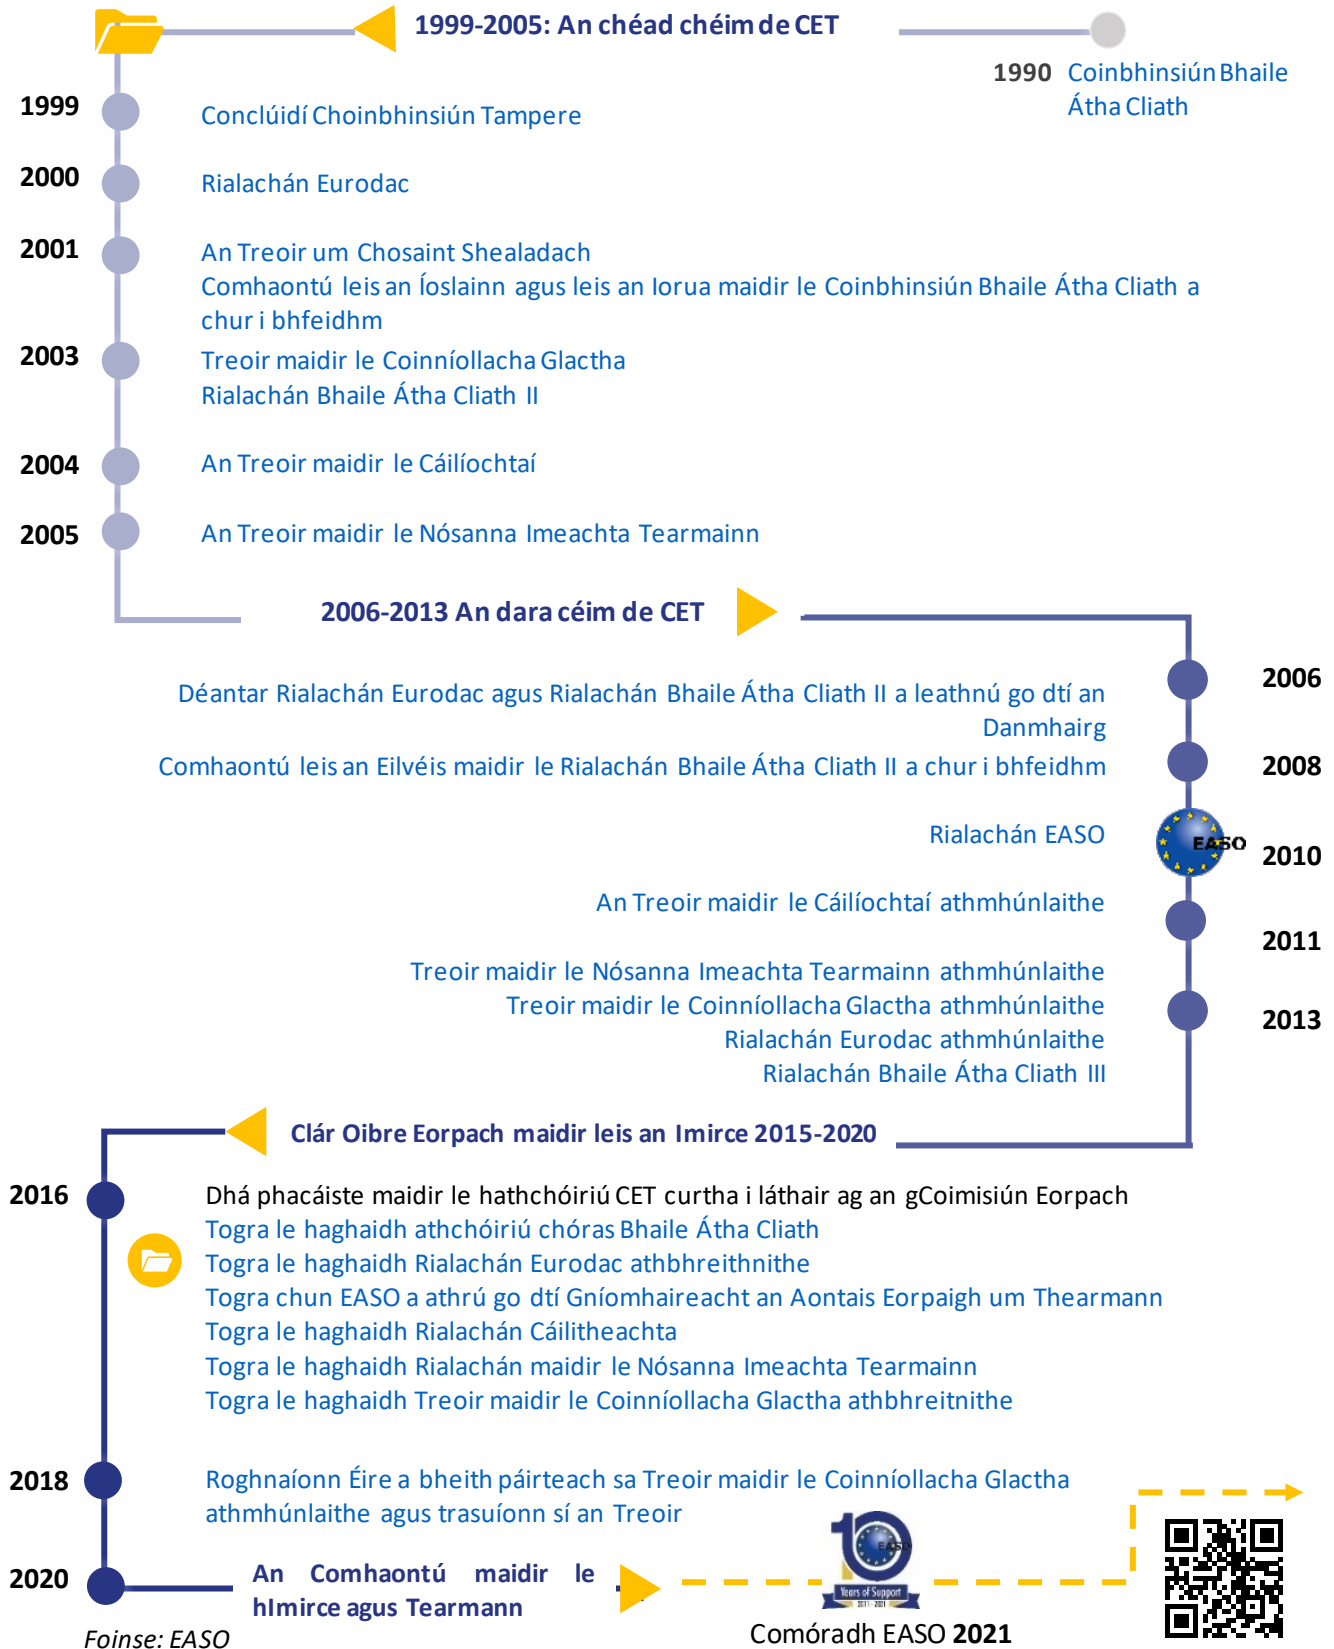 1999-2005: An chéad chéim de CET
1990 Coinbhinsiún Bhaile
Átha Cliath
1999 Conclúidí Choinbhinsiún Tampere
2000 Rialachán Eurodac
2001 An Treoir um Chosaint Shealadach
Comhaontú leis an Íoslainn agus leis an Iorua maidir le Coinbhinsiún Bhaile Átha Cliath a
chur i bhfeidhm
2003 Treoir maidir le Coinníollacha Glactha
Rialachán Bhaile Átha Cliath II
2004 An Treoir maidir le Cáilíochtaí
2005 An Treoir maidir le Nósanna Imeachta Tearmainn
2006-2013 An dara céim de CET
Déantar Rialachán Eurodac agus Rialachán Bhaile Átha Cliath II a leathnú go dtí an 2006
Danmhairg
Comhaontú leis an Eilvéis maidir le Rialachán Bhaile Átha Cliath II a chur i bhfeidhm 2008
Rialachán EASO EASO 2010
An Treoir maidir le Cáilíochtaí athmhúnlaithe 2011
Treoir maidir le Nósanna Imeachta Tearmainn athmhúnlaithe
Treoir maidir le Coinníollacha Glactha athmhúnlaithe 2013
Rialachán Eurodac athmhúnlaithe
Rialachán Bhaile Átha Cliath III
Clár Oibre Eorpach maidir leis an Imirce 2015-2020
2016 Dhá phacáiste maidir le hathchóiriú CET curtha i láthair ag an gCoimisiún Eorpach
Togra le haghaidh athchóiriú chóras Bhaile Átha Cliath
Togra le haghaidh Rialachán Eurodac athbhreithnithe
Togra chun EASO a athrú go dtí Gníomhaireacht an Aontais Eorpaigh um Thearmann
Togra le haghaidh Rialachán Cáilitheachta
Togra le haghaidh Rialachán maidir le Nósanna Imeachta Tearmainn
Togra le haghaidh Treoir maidir le Coinníollacha Glactha athbhreitnithe
2018 Roghnaíonn Éire a bheith páirteach sa Treoir maidir le Coinníollacha Glactha
athmhúnlaithe agus trasuíonn sí an Treoir
2020 An Comhaontú maidir le
hImirce agus Tearmann
10 EASO
Years of Support
2011 - 2021
Comóradh EASO 2021
Foinse: EASO